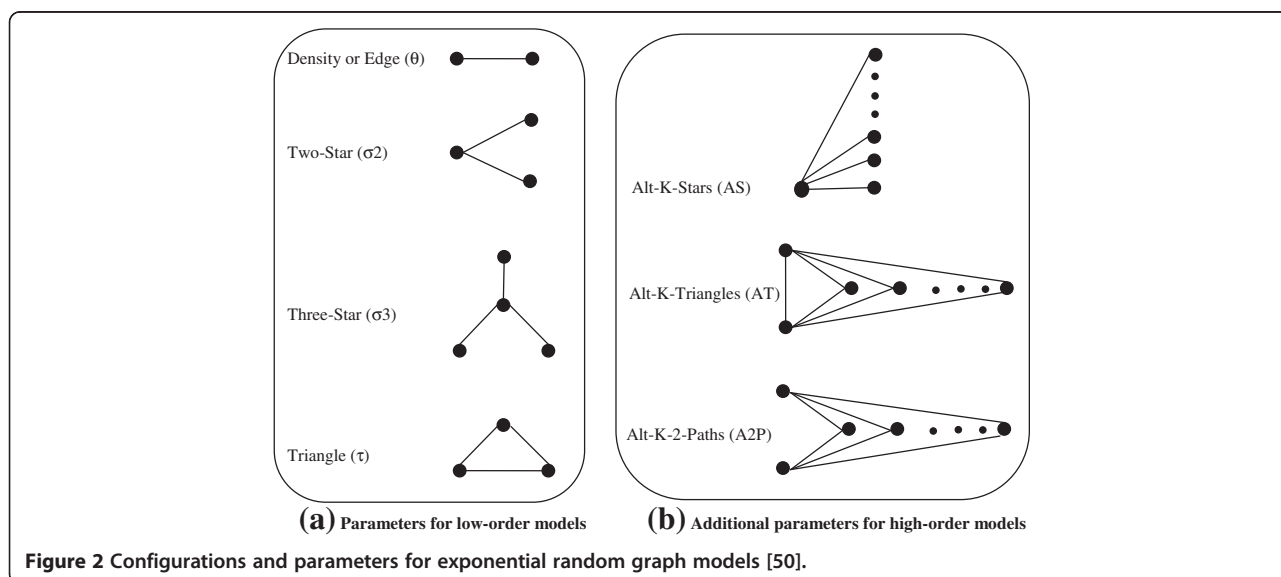 Density or Edge (θ)
Two-Star (σ2)
Three-Star (σ3)
Triangle (τ)
(a) Parameters for low-order models
Alt-K-Stars (AS)
Alt-K-Triangles (AT)
Alt-K-2-Paths (A2P)
(b) Additional parameters for high-order models
Figure 2 Configurations and parameters for exponential random graph models [50].